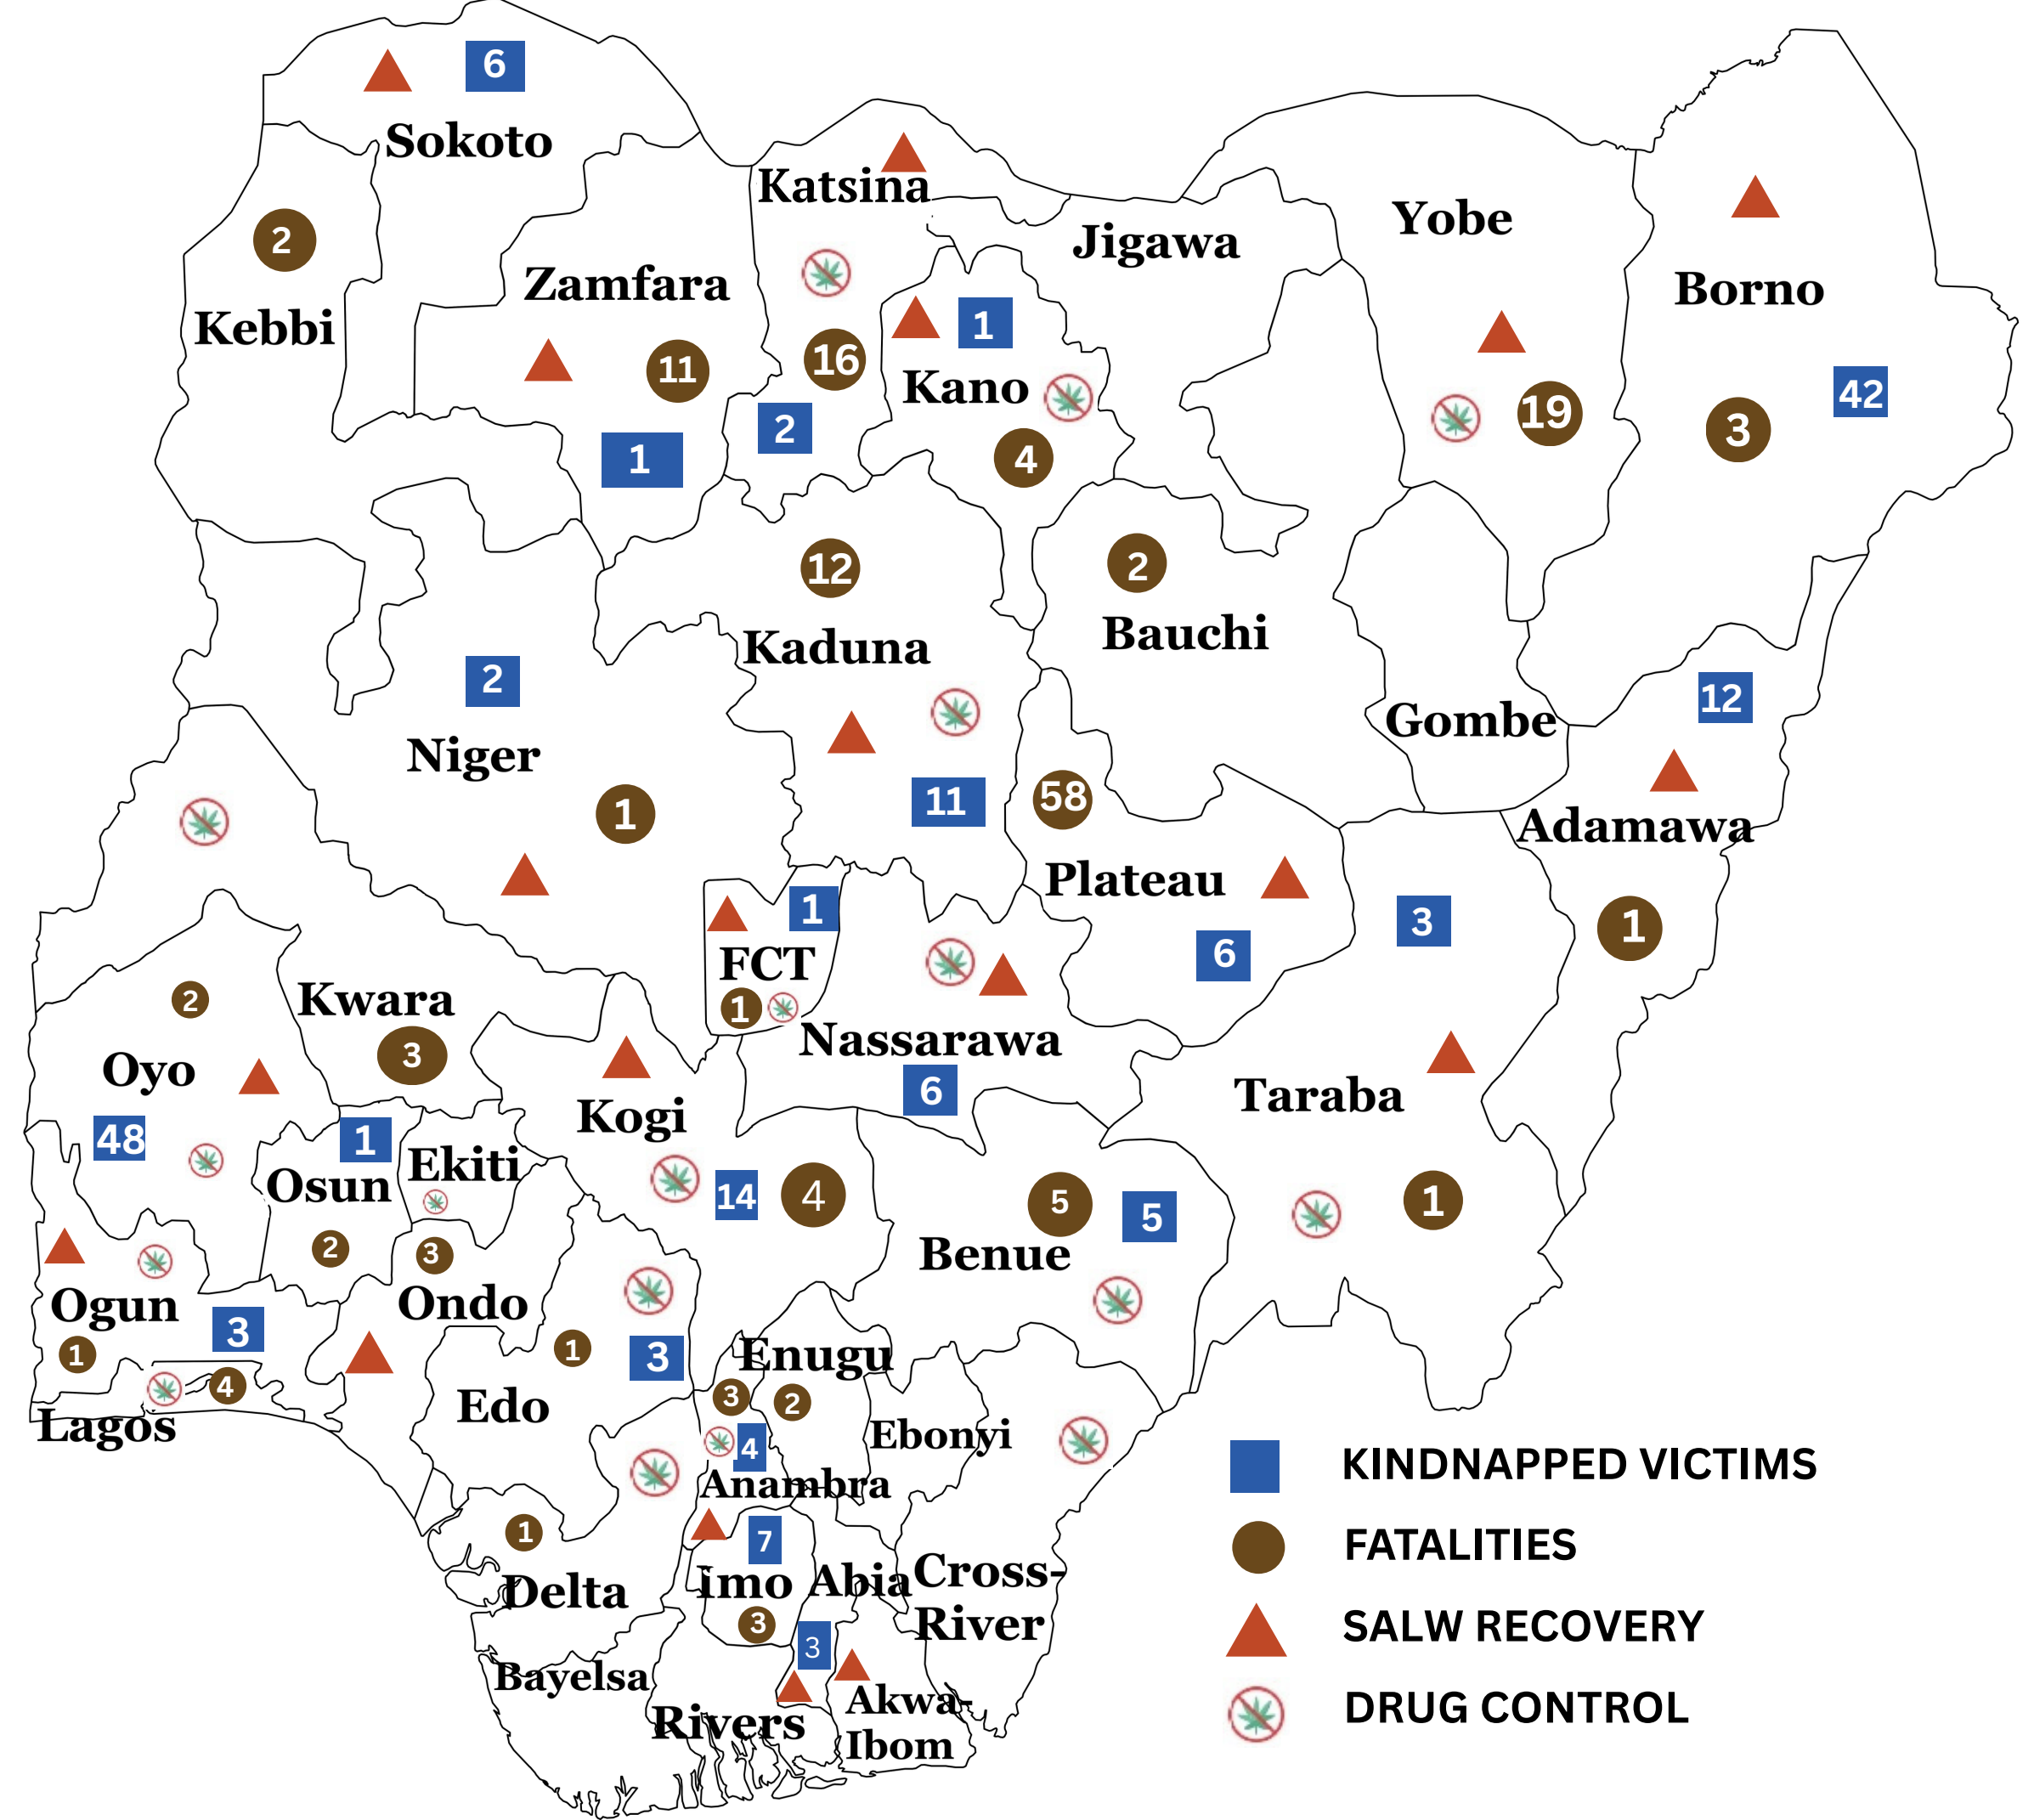 6
Sokoto
Katsina
2
Kebbi
Zamfara
11
1
16
2
Jigawa
1
Kano
4
Yobe
19
Borno
42
3
12
Kaduna
11
2
Bauchi
Gombe
2
Niger
1
12
Adamawa
1
58
Plateau
6
3
Taraba
1
1
FCT
1
Nassarawa
6
2
Oyo
48
Kwara
3
1
Osun
2
Ekiti
3
Ondo
Kogi
14
4
5
5
Benue
Ogun
3
1
4
Lagos
1
3
Edo
Enugu
3
2
4
Anambra
Ebonyi
1
Delta
7
Imo
3
Abia
3
Cross-
River
Bayelsa
Rivers
Akwa-
Ibom
KINDNAPPED VICTIMS
FATALITIES
SALW RECOVERY
DRUG CONTROL